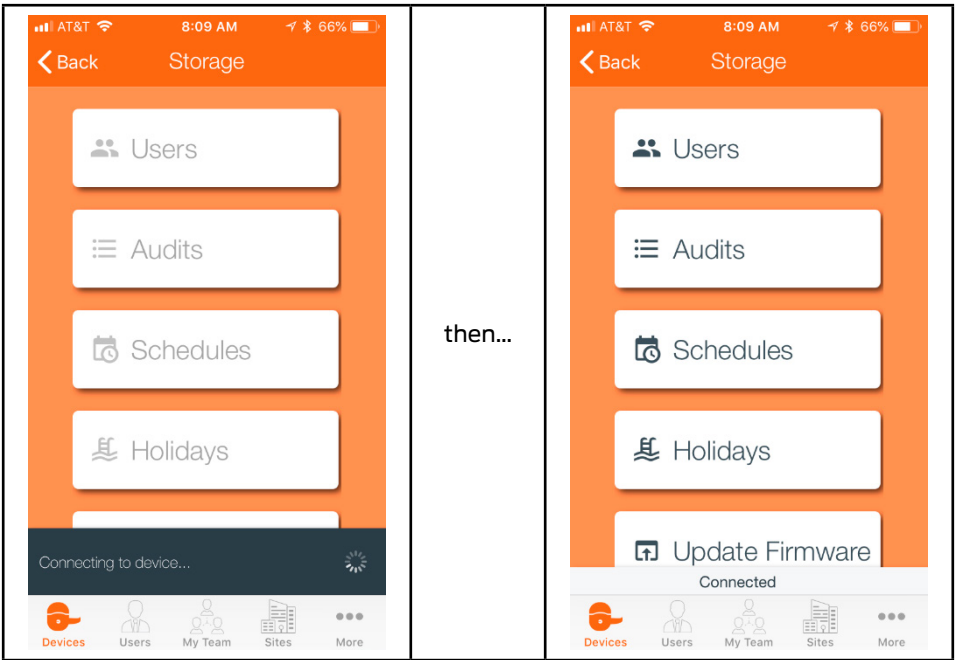 AT&T 8:09 AM 66%
Back Storage
Users
Audits
Schedules
Holidays
Connecting to device...
Devices Users My Team Sites More
then...
AT&T 8:09 AM 66%
Back Storage
Users
Audits
Schedules
Holidays
Update Firmware
Connected
Devices Users My Team Sites More